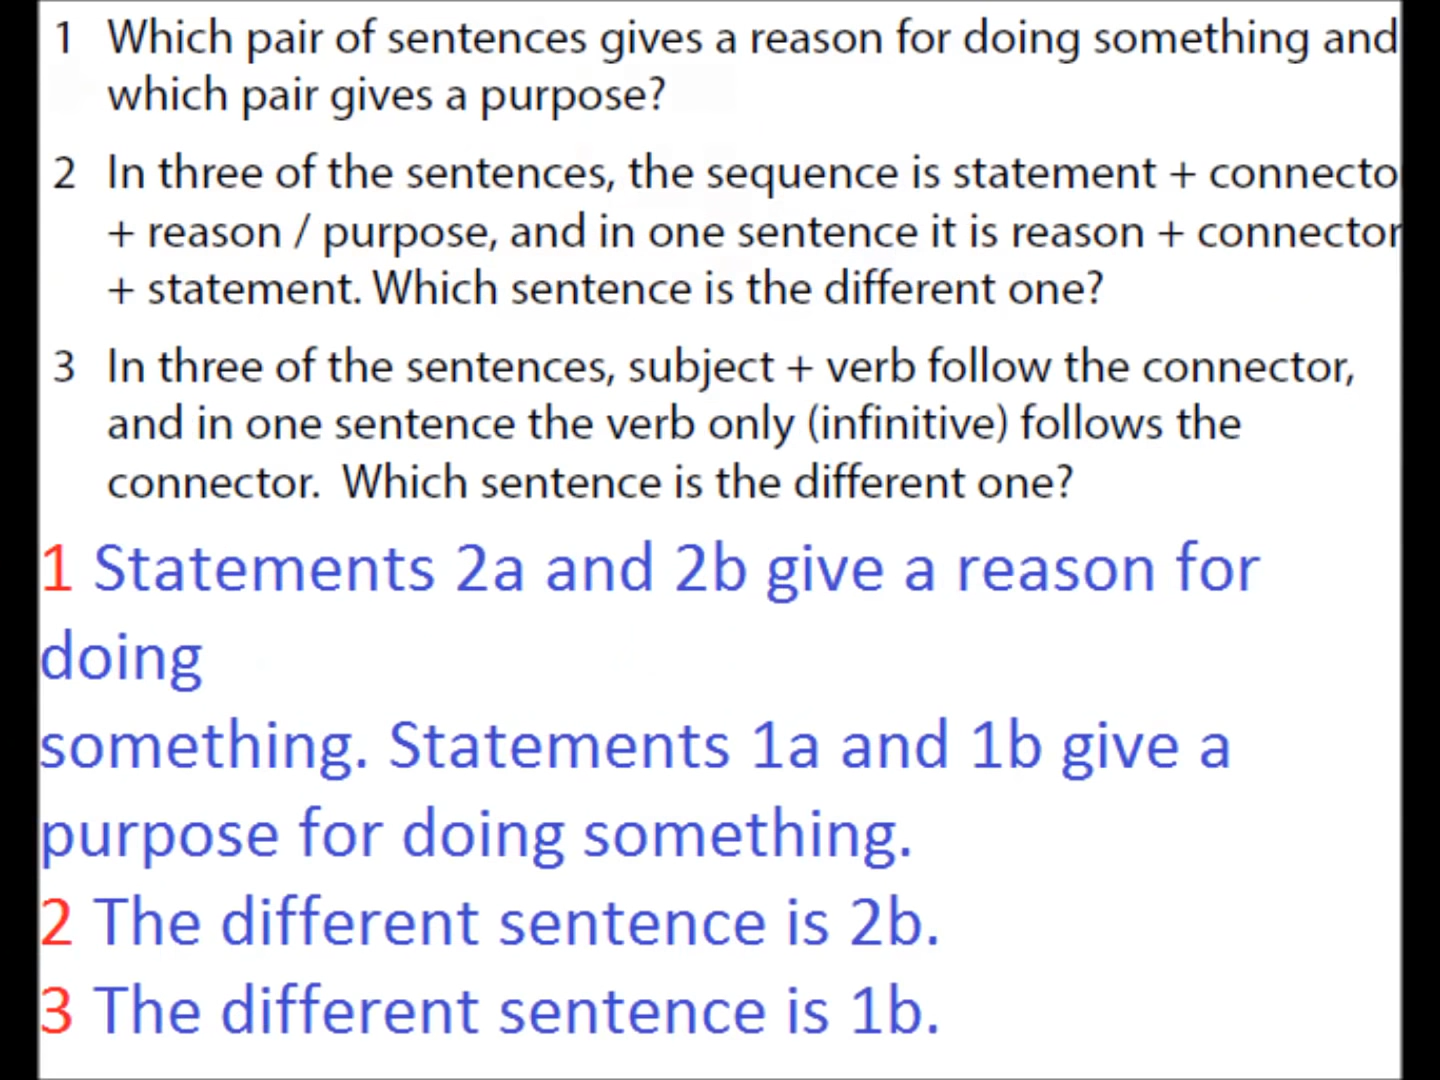 1 Which pair of sentences gives a reason for doing something and
which pair gives a purpose?
2 In three of the sentences, the sequence is statement + connecto
+ reason / purpose, and in one sentence it is reason + connector
+ statement. Which sentence is the different one?
3 In three of the sentences, subject + verb follow the connector,
and in one sentence the verb only (infinitive) follows the
connector. Which sentence is the different one?
1 Statements 2a and 2b give a reason for
doing
something. Statements 1a and 1b give a
purpose for doing something.
2 The different sentence is 2b.
3 The different sentence is 1b.